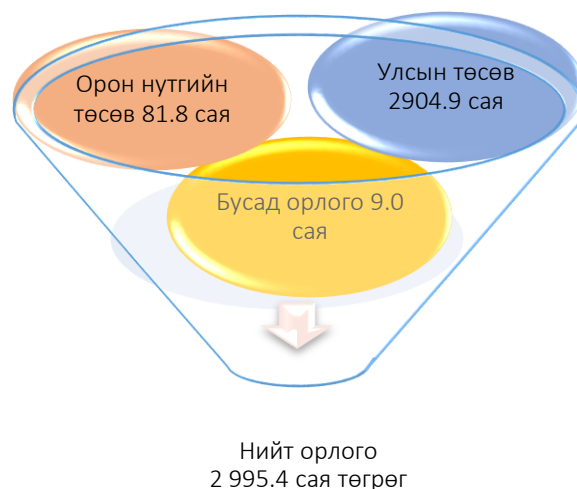 Орон нутгийн
төсөв 81.8 сая
Улсын төсөв
2904.9 сая
Бусад орлого 9.0
сая
Нийт орлого
2 995.4 сая төгрөг